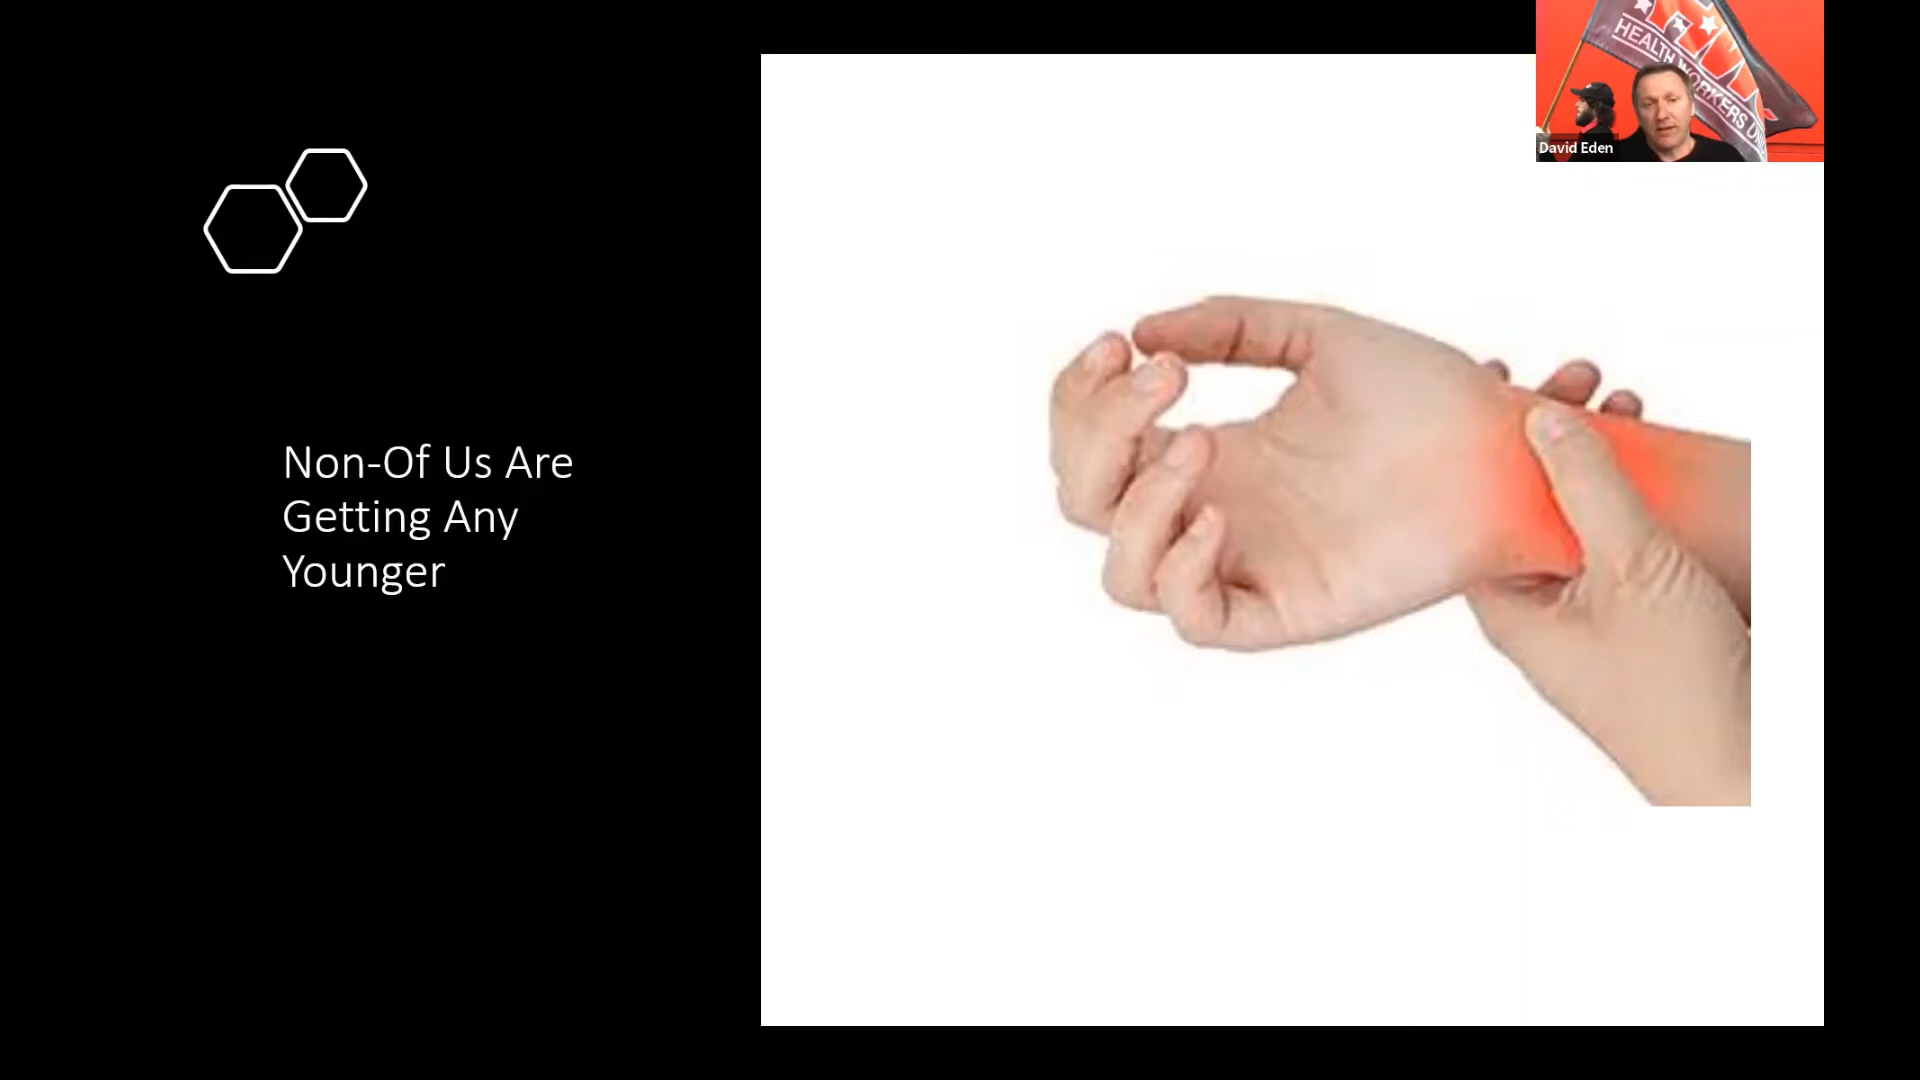 Non-Of Us Are
Getting Any
Younger
HEALTH WORKERS
David Eden